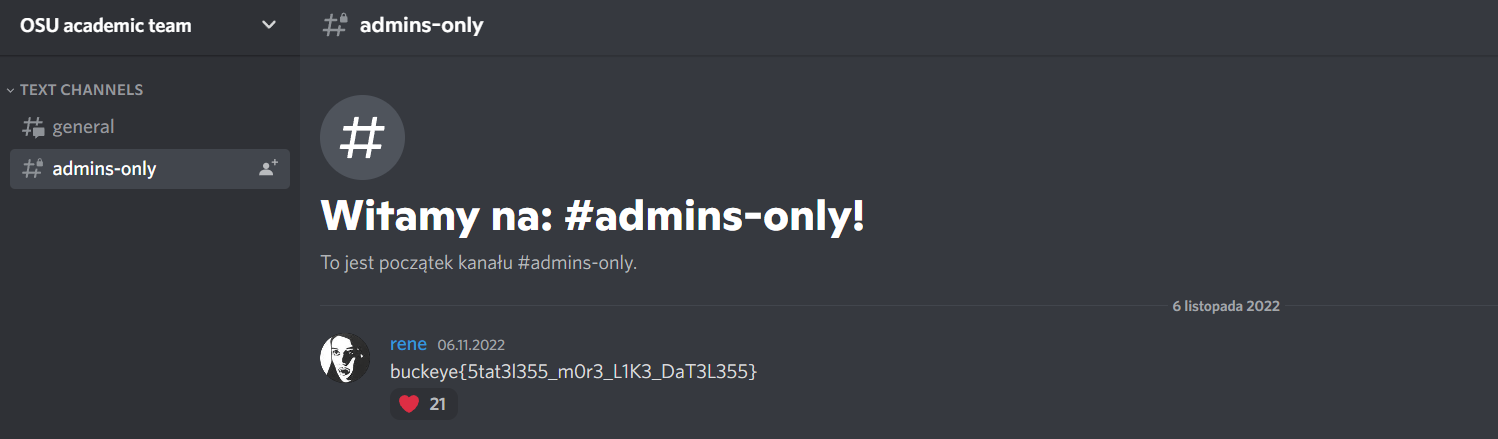 OSU academic team
admins-only
TEXT CHANNELS
general
admins-only
Witamy na: #admins-only!
To jest początek kanału #admins-only.
6 listopada 2022
rene 06.11.2022
buckeye{5tat3l355_m0r3_L1K3_DaT3L355}
21